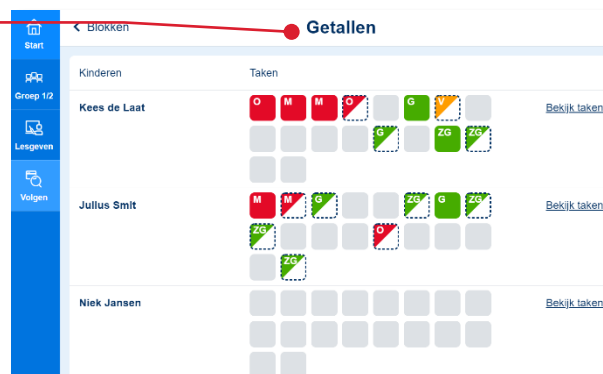 Start
Groep 1/2
Lesgeven
Volgen
Blokken
Getallen
Kinderen Taken
Kees de Laat O M M O G V Bekijk taken
G ZG ZG
Julius Smit M M G ZG G ZG Bekijk taken
ZG O
ZG
Niek Jansen Bekijk taken